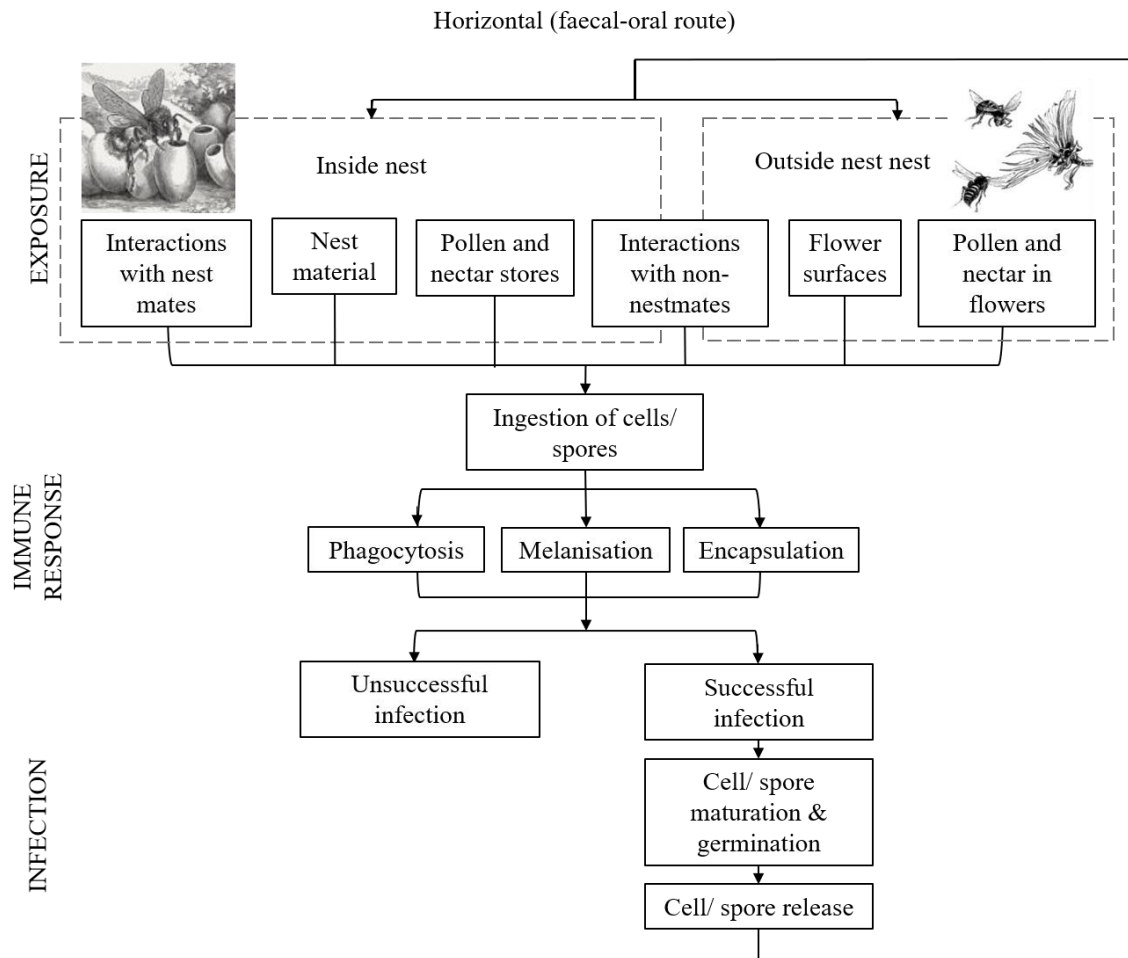 Horizontal (faecal-oral route)
EXPOSURE
Inside nest
Outside nest nest
Interactions
with nest
mates
Nest
material
Pollen and
nectar stores
Interactions
with non-
nestmates
Flower
surfaces
Pollen and
nectar in
flowers
Ingestion of cells/
spores
IMMUNE
RESPONSE
Phagocytosis
Melanisation
Encapsulation
INFECTION
Unsuccessful
infection
Successful
infection
Cell/ spore
maturation &
germination
Cell/ spore release